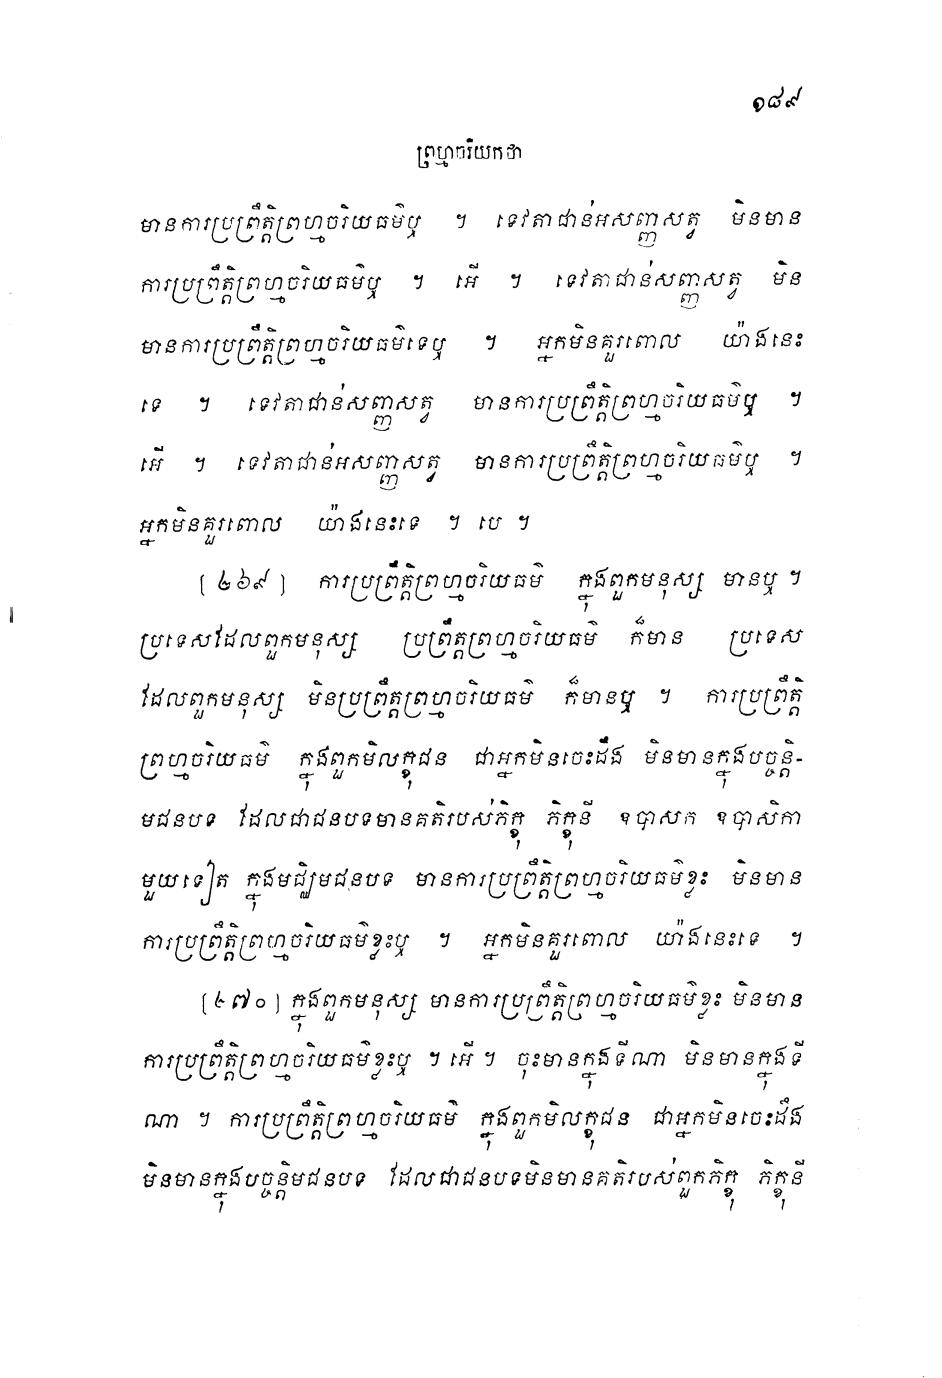 ១៨៩
ព្រហ្មចរិយកថា
មានការប្រព្រឹត្តិព្រហ្មចរិយធម៌ឬ ។ ទេវតាជាន់អសញ្ញសត្វ មិនមាន
ការប្រព្រឹត្តិព្រហ្មចរិយធម៌ឬ ។ អើ ។ ទេវតាជាន់សញ្ញសត្វ មិន
មានការប្រព្រឹត្តិព្រហ្មចរិយធម៌ទេឬ ។ អ្នកមិនគួរពោល យ៉ាងនេះ
ទេ ។ ទេវតាជាន់សញ្ញសត្វ មានការប្រព្រឹត្តិព្រហ្មចរិយធម៌ឬ ។
អើ ។ ទេវតាជាន់អសញ្ញសត្វ មានការប្រព្រឹត្តិព្រហ្មចរិយធម៌ឬ ។
អ្នកមិនគួរពោល យ៉ាងនេះទេ ។ បេ ។
[៤៦៩] ការប្រព្រឹត្តិព្រហ្មចរិយធម៌ ក្នុងពួកមនុស្ស មានឬ ។
ប្រទេសដែលពួកមនុស្ស ប្រព្រឹត្តព្រហ្មចរិយធម៌ ក៏មាន ប្រទេស
ដែលពួកមនុស្ស មិនប្រព្រឹត្តព្រហ្មចរិយធម៌ ក៏មានឬ ។ ការប្រព្រឹត្តិ
ព្រហ្មចរិយធម៌ ក្នុងពួកមិលក្ខុជន ជាអ្នកមិនចេះដឹង មិនមានក្នុងបច្ចន្តិ-
មជនបទ ដែលជាជនបទមានគតិរបស់ភិក្ខុ ភិក្ខុនី ឧបាសក ឧបាសិកា
មួយទៀត ក្នុងមជ្ឈិមជនបទ មានការប្រព្រឹត្តិព្រហ្មចរិយធម៌ខ្លះ មិនមាន
ការប្រព្រឹត្តិព្រហ្មចរិយធម៌ខ្លះឬ ។ អ្នកមិនគួរពោល យ៉ាងនេះទេ ។
[៤៧០] ក្នុងពួកមនុស្ស មានការប្រព្រឹត្តិព្រហ្មចរិយធម៌ខ្លះ មិនមាន
ការប្រព្រឹត្តិព្រហ្មចរិយធម៌ខ្លះឬ ។ អើ ។ ចុះមានក្នុងទីណា មិនមានក្នុងទី
ណា ។ ការប្រព្រឹត្តិព្រហ្មចរិយធម៌ ក្នុងពួកមិលក្ខុជន ជាអ្នកមិនចេះដឹង
មិនមានក្នុងបច្ចន្តិមជនបទ ដែលជាជនបទមិនមានគតិរបស់ពួកភិក្ខុ ភិក្ខុនី